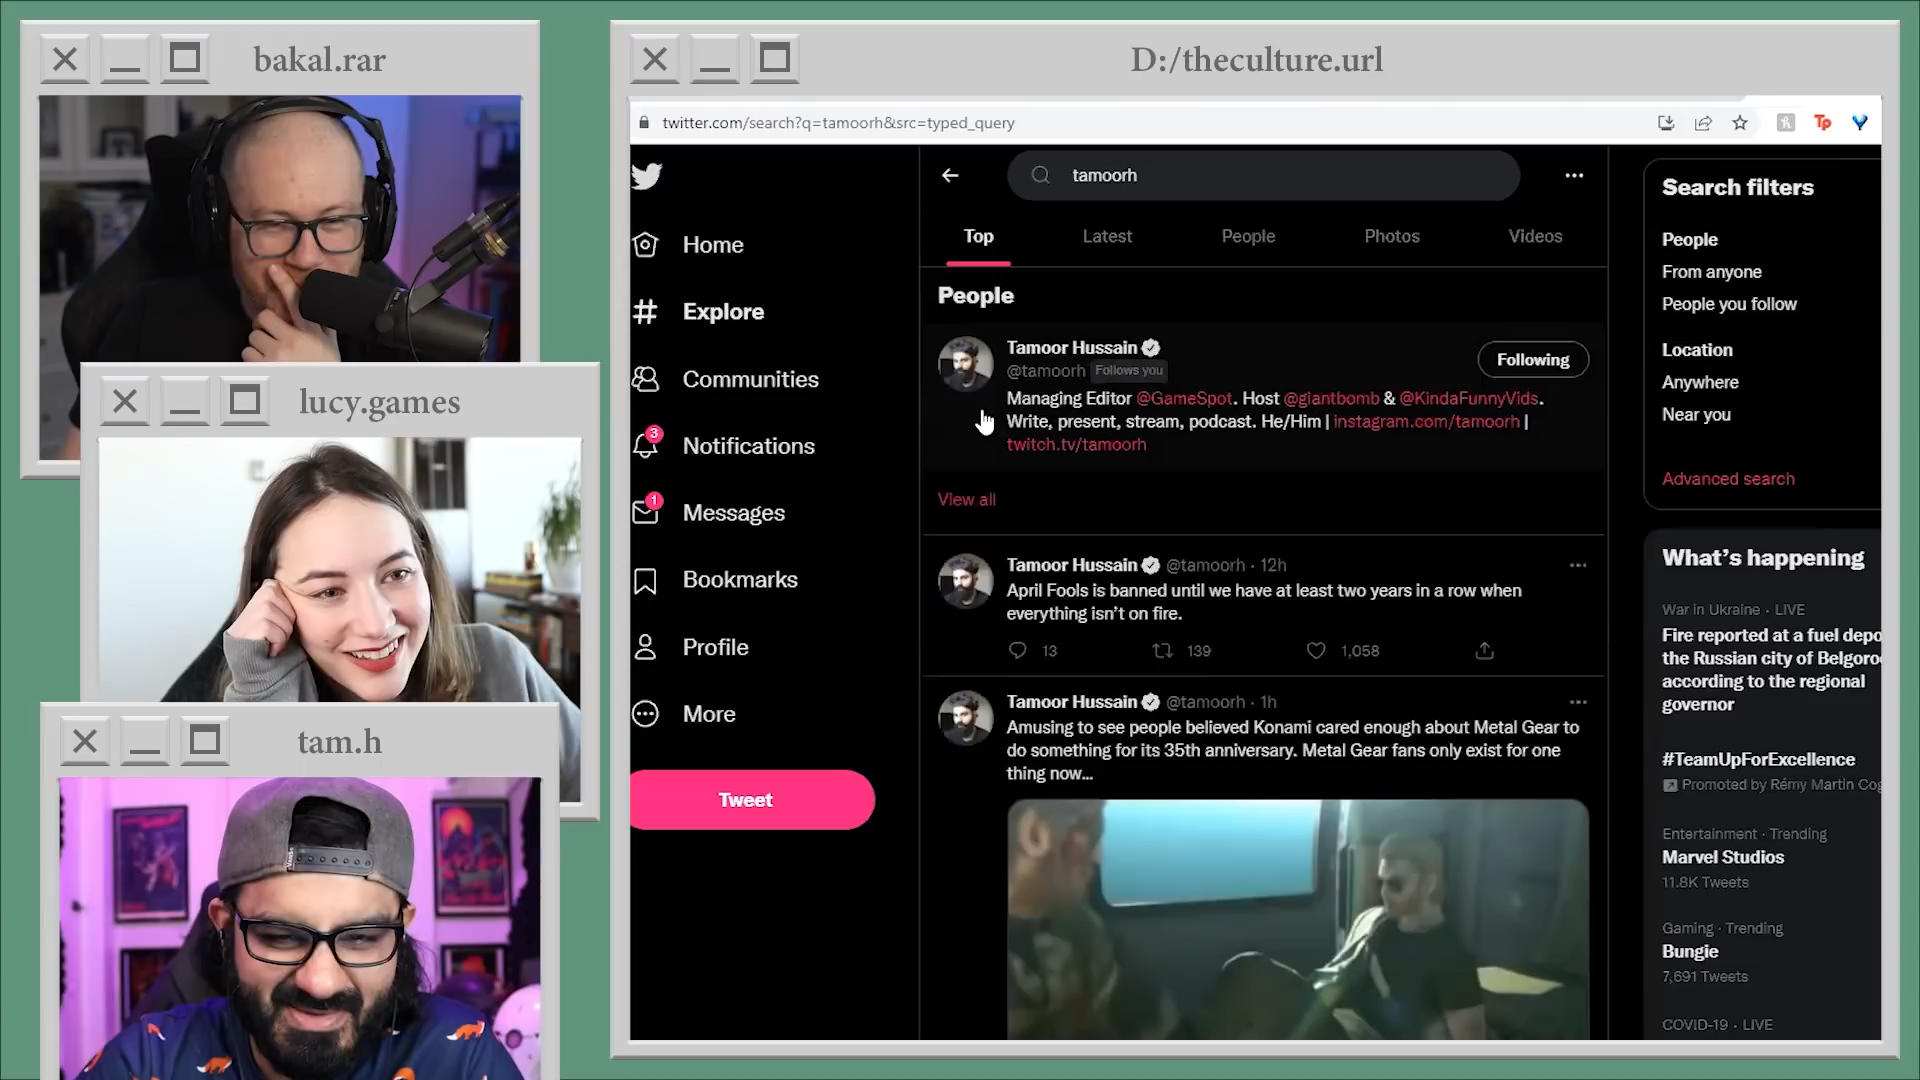 bakal.rar
lucy.games
tam.h
D:/theculture.url
twitter.com/search?q=tamoorh&src=typed_query
Tp
Home
Explore
Communities
3
Notifications
1
Messages
Bookmarks
Profile
More
Tweet
tamoorh
Top
Latest
People
Photos
Videos
People
Tamoor Hussain
@tamoorh Follows you
Following
Managing Editor @GameSpot. Host @giantbomb & @KindaFunnyVids.
Write, present, stream, podcast. He/Him | instagram.com/tamoorh |
twitch.tv/tamoorh
View all
Tamoor Hussain @tamoorh · 12h
April Fools is banned until we have at least two years in a row when
everything isn't on fire.
13
139
1,058
Tamoor Hussain @tamoorh · 1h
Amusing to see people believed Konami cared enough about Metal Gear to
do something for its 35th anniversary. Metal Gear fans only exist for one
thing now...
Search filters
People
From anyone
People you follow
Location
Anywhere
Near you
Advanced search
What's happening
War in Ukraine · LIVE
Fire reported at a fuel depo
the Russian city of Belgoro
according to the regional
governor
#TeamUpForExcellence
Promoted by Rémy Martin Cog
Entertainment · Trending
Marvel Studios
11.8K Tweets
Gaming · Trending
Bungie
7,691 Tweets
COVID-19 · LIVE